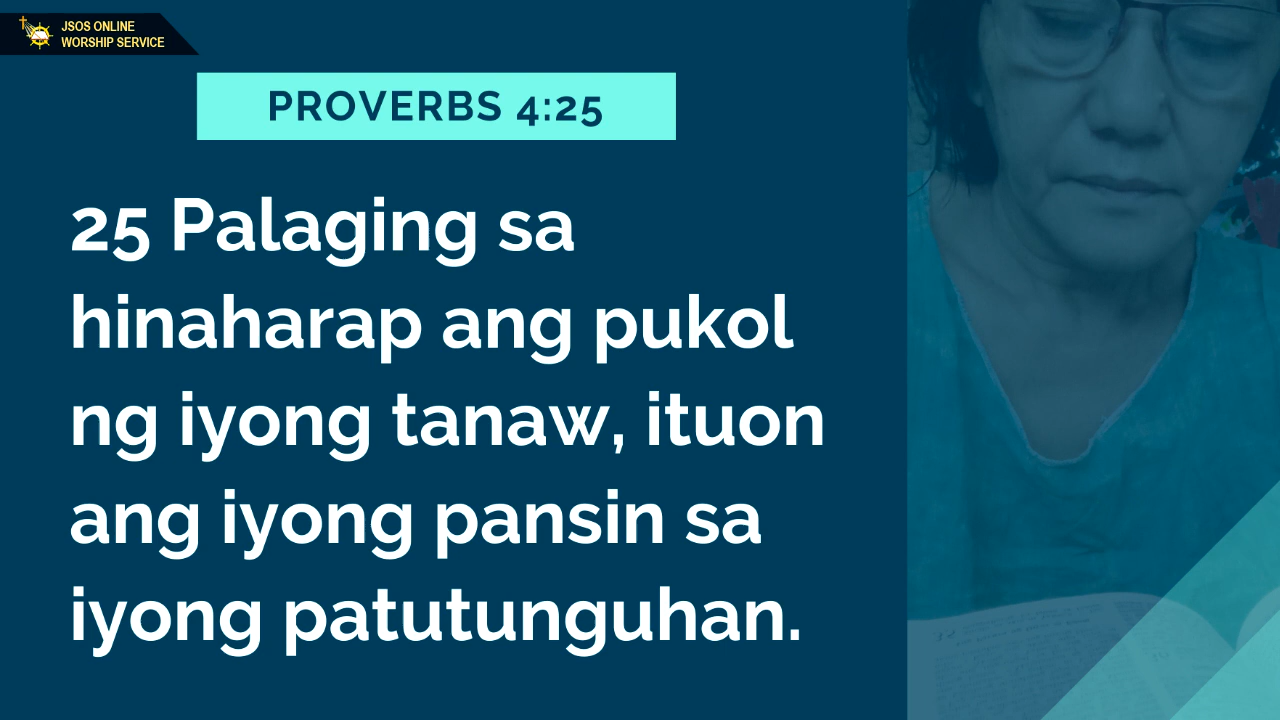 JSOS ONLINE
WORSHIP SERVICE
PROVERBS 4:25
25 Palaging sa
hinaharap ang pukol
ng iyong tanaw, ituon
ang iyong pansin sa
iyong patutunguhan.